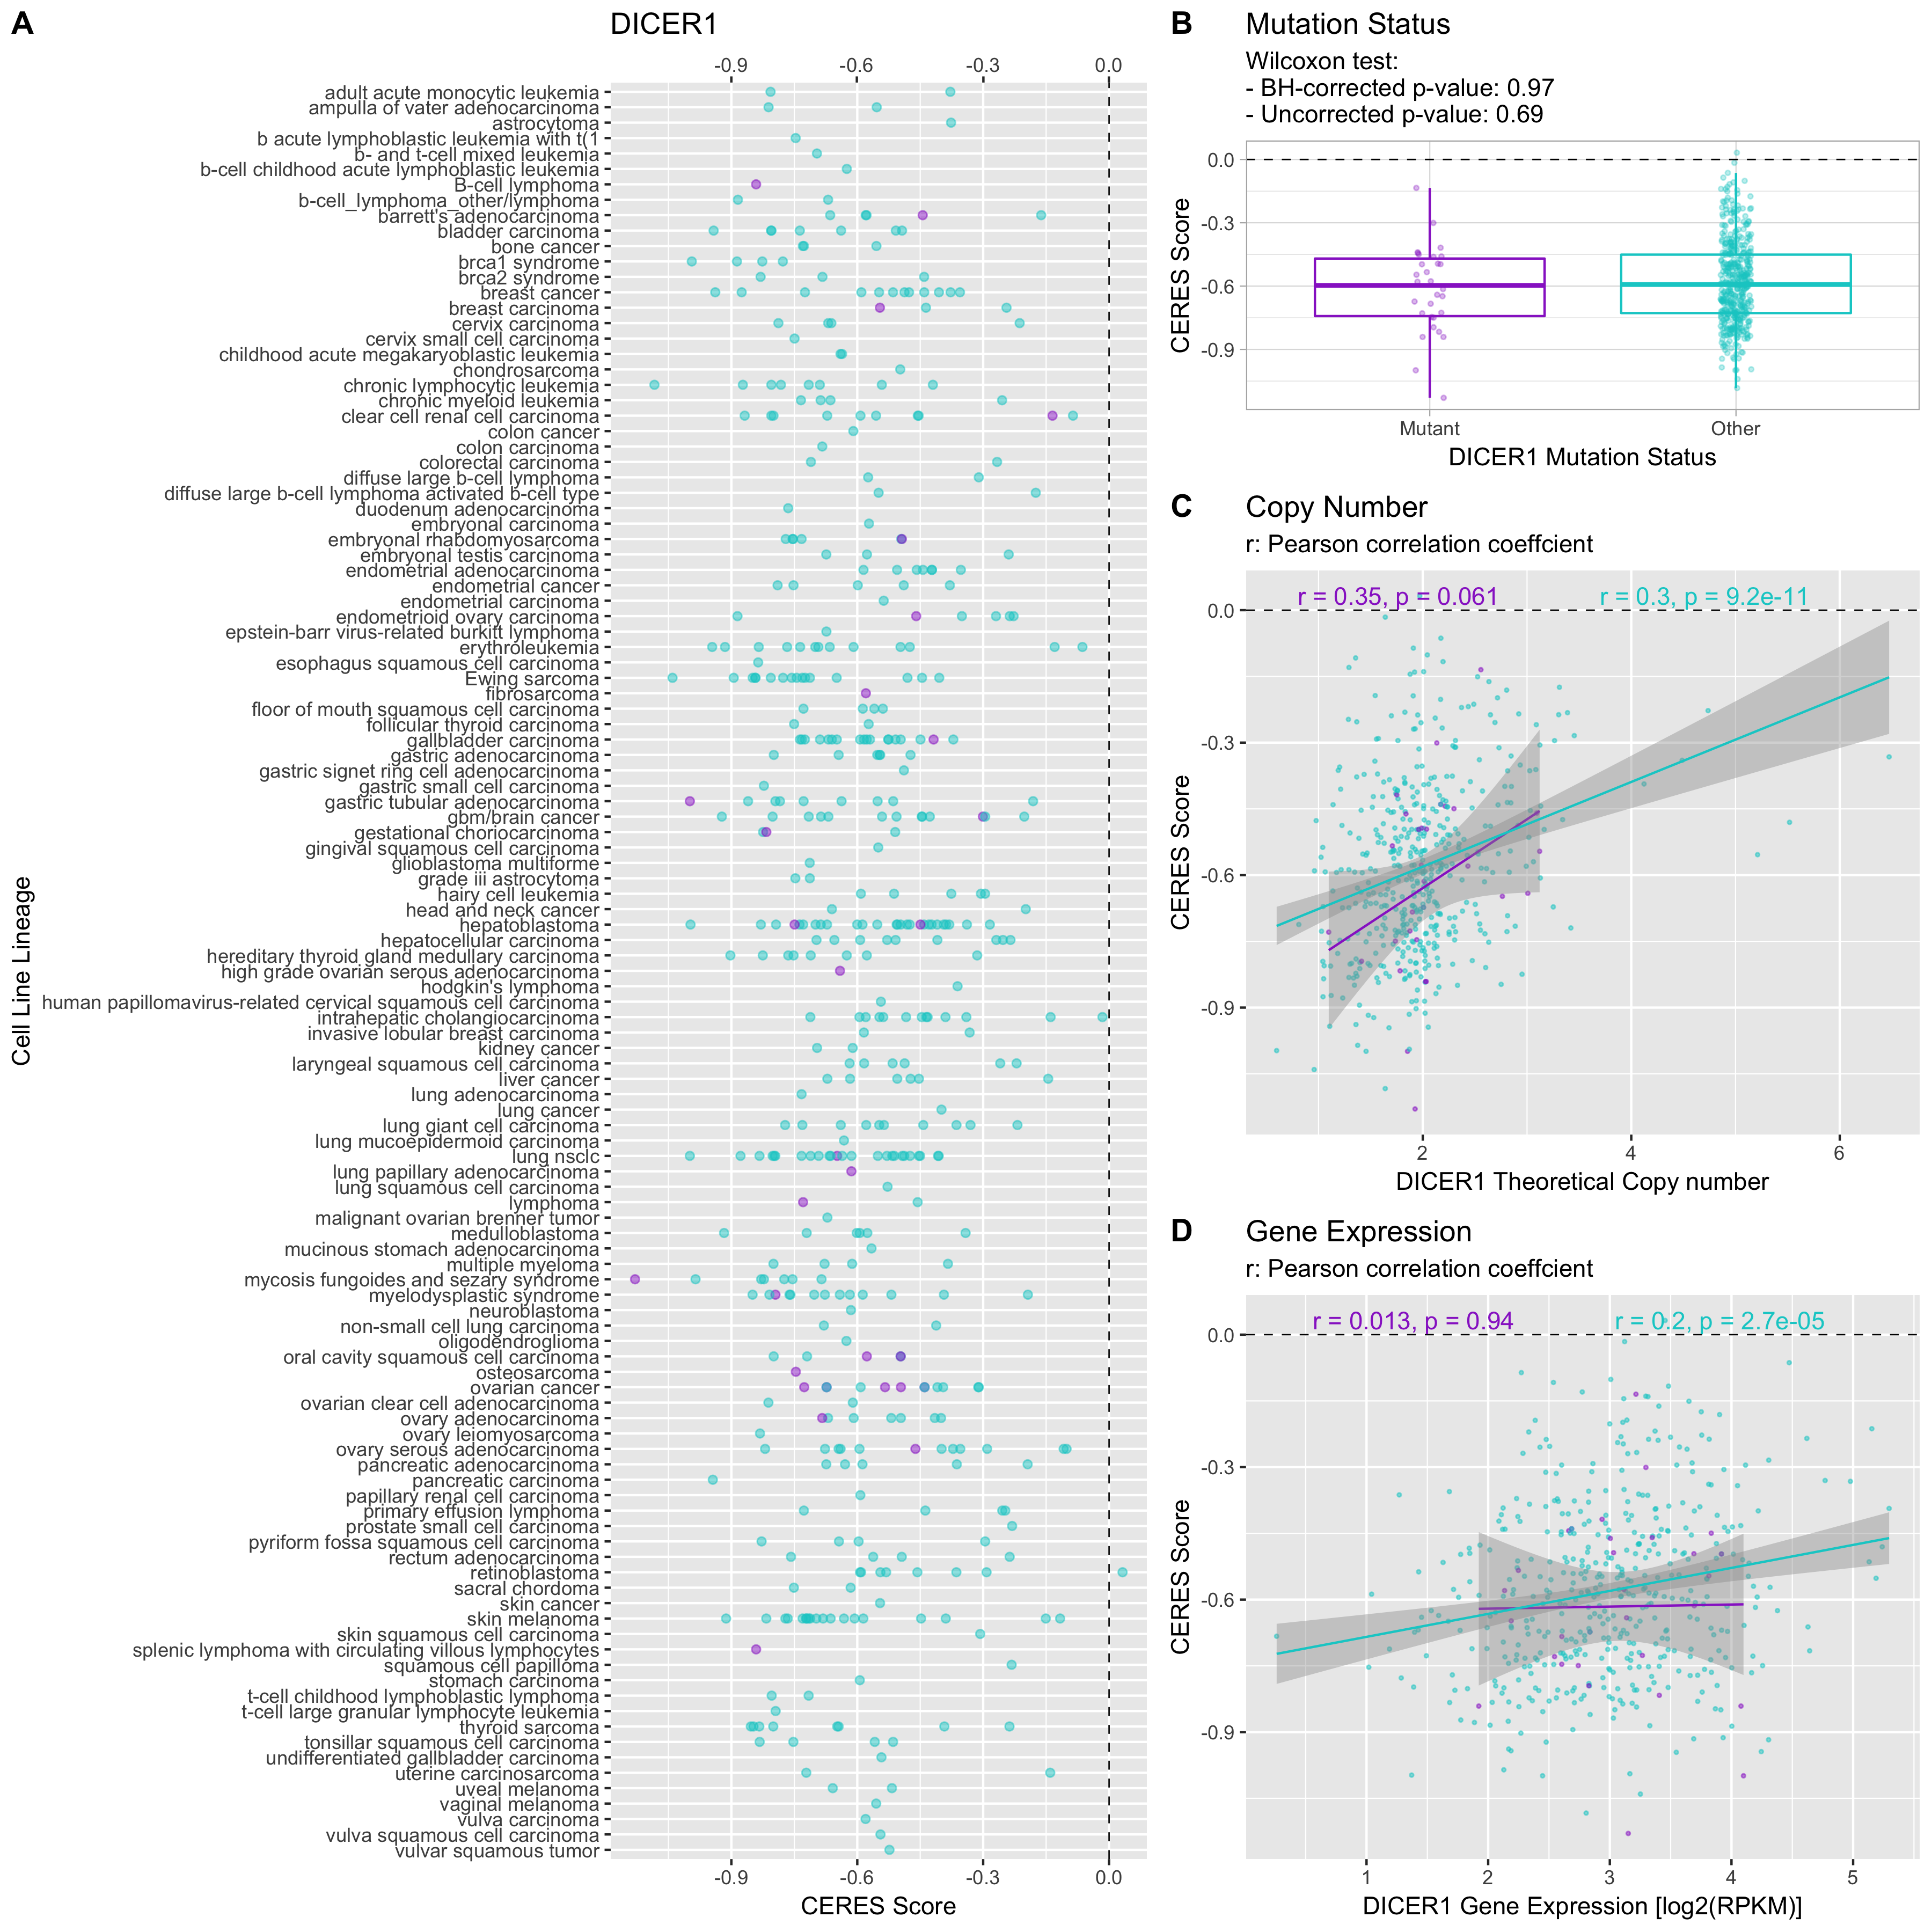 A
DICER1
-0.9 -0.6 -0.3 0.0
Cell Line Lineage
adult acute monocytic leukemia
ampulla of vater adenocarcinoma
astrocytoma
b acute lymphoblastic leukemia with t(1
b- and t-cell mixed leukemia
b-cell childhood acute lymphoblastic leukemia
B-cell lymphoma
b-cell_lymphoma_other/lymphoma
barrett's adenocarcinoma
bladder carcinoma
bone cancer
brca1 syndrome
brca2 syndrome
breast cancer
breast carcinoma
cervix carcinoma
cervix small cell carcinoma
childhood acute megakaryoblastic leukemia
chondrosarcoma
chronic lymphocytic leukemia
chronic myeloid leukemia
clear cell renal cell carcinoma
colon cancer
colon carcinoma
colorectal carcinoma
diffuse large b-cell lymphoma
diffuse large b-cell lymphoma activated b-cell type
duodenum adenocarcinoma
embryonal carcinoma
embryonal rhabdomyosarcoma
embryonal testis carcinoma
endometrial adenocarcinoma
endometrial cancer
endometrial carcinoma
endometrioid ovary carcinoma
epstein-barr virus-related burkitt lymphoma
erythroleukemia
esophagus squamous cell carcinoma
Ewing sarcoma
fibrosarcoma
floor of mouth squamous cell carcinoma
follicular thyroid carcinoma
gallbladder carcinoma
gastric adenocarcinoma
gastric signet ring cell adenocarcinoma
gastric small cell carcinoma
gastric tubular adenocarcinoma
gbm/brain cancer
gestational choriocarcinoma
gingival squamous cell carcinoma
glioblastoma multiforme
grade iii astrocytoma
hairy cell leukemia
head and neck cancer
hepatoblastoma
hepatocellular carcinoma
hereditary thyroid gland medullary carcinoma
high grade ovarian serous adenocarcinoma
hodgkin's lymphoma
human papillomavirus-related cervical squamous cell carcinoma
intrahepatic cholangiocarcinoma
invasive lobular breast carcinoma
kidney cancer
laryngeal squamous cell carcinoma
liver cancer
lung adenocarcinoma
lung cancer
lung giant cell carcinoma
lung mucoepidermoid carcinoma
lung nsclc
lung papillary adenocarcinoma
lung squamous cell carcinoma
lymphoma
malignant ovarian brenner tumor
medulloblastoma
mucinous stomach adenocarcinoma
multiple myeloma
mycosis fungoides and sezary syndrome
myelodysplastic syndrome
neuroblastoma
non-small cell lung carcinoma
oligodendroglioma
oral cavity squamous cell carcinoma
osteosarcoma
ovarian cancer
ovarian clear cell adenocarcinoma
ovary adenocarcinoma
ovary leiomyosarcoma
ovary serous adenocarcinoma
pancreatic adenocarcinoma
pancreatic carcinoma
papillary renal cell carcinoma
primary effusion lymphoma
prostate small cell carcinoma
pyriform fossa squamous cell carcinoma
rectum adenocarcinoma
retinoblastoma
sacral chordoma
skin cancer
skin melanoma
skin squamous cell carcinoma
splenic lymphoma with circulating villous lymphocytes
squamous cell papilloma
stomach carcinoma
t-cell childhood lymphoblastic lymphoma
t-cell large granular lymphocyte leukemia
thyroid sarcoma
tonsillar squamous cell carcinoma
undifferentiated gallbladder carcinoma
uterine carcinosarcoma
uveal melanoma
vaginal melanoma
vulva carcinoma
vulva squamous cell carcinoma
vulvar squamous tumor
-0.9 -0.6 -0.3 0.0
CERES Score
B
Mutation Status
Wilcoxon test:
- BH-corrected p-value: 0.97
- Uncorrected p-value: 0.69
CERES Score
0.0
-0.3
-0.6
-0.9
Mutant Other
DICER1 Mutation Status
C
Copy Number
r: Pearson correlation coeffcient
r = 0.35, p = 0.061 r = 0.3, p = 9.2e-11
CERES Score
0.0
-0.3
-0.6
-0.9
2 4 6
DICER1 Theoretical Copy number
D
Gene Expression
r: Pearson correlation coeffcient
r = 0.013, p = 0.94 r = 0.2, p = 2.7e-05
CERES Score
0.0
-0.3
-0.6
-0.9
1 2 3 4 5
DICER1 Gene Expression [log2(RPKM)]